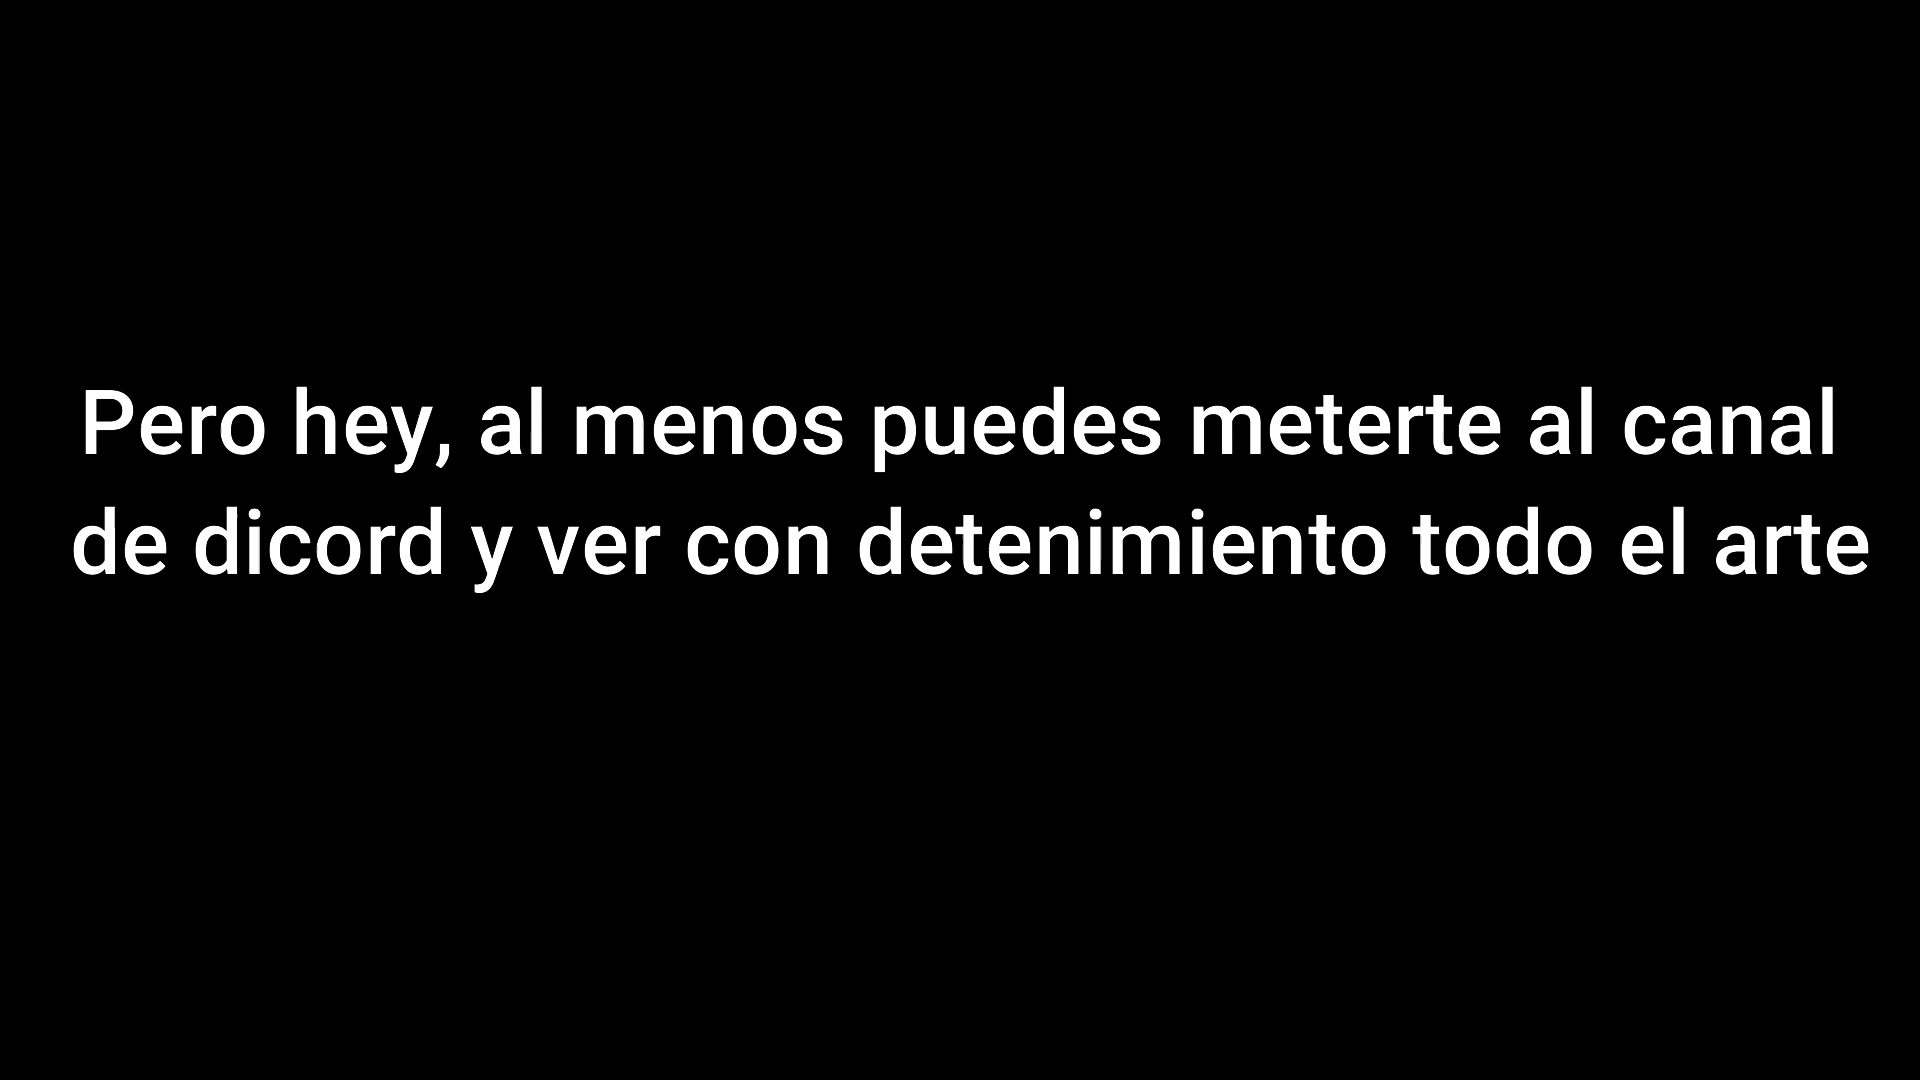 Pero hey, al menos puedes meterte al canal
de dicord y ver con detenimiento todo el arte